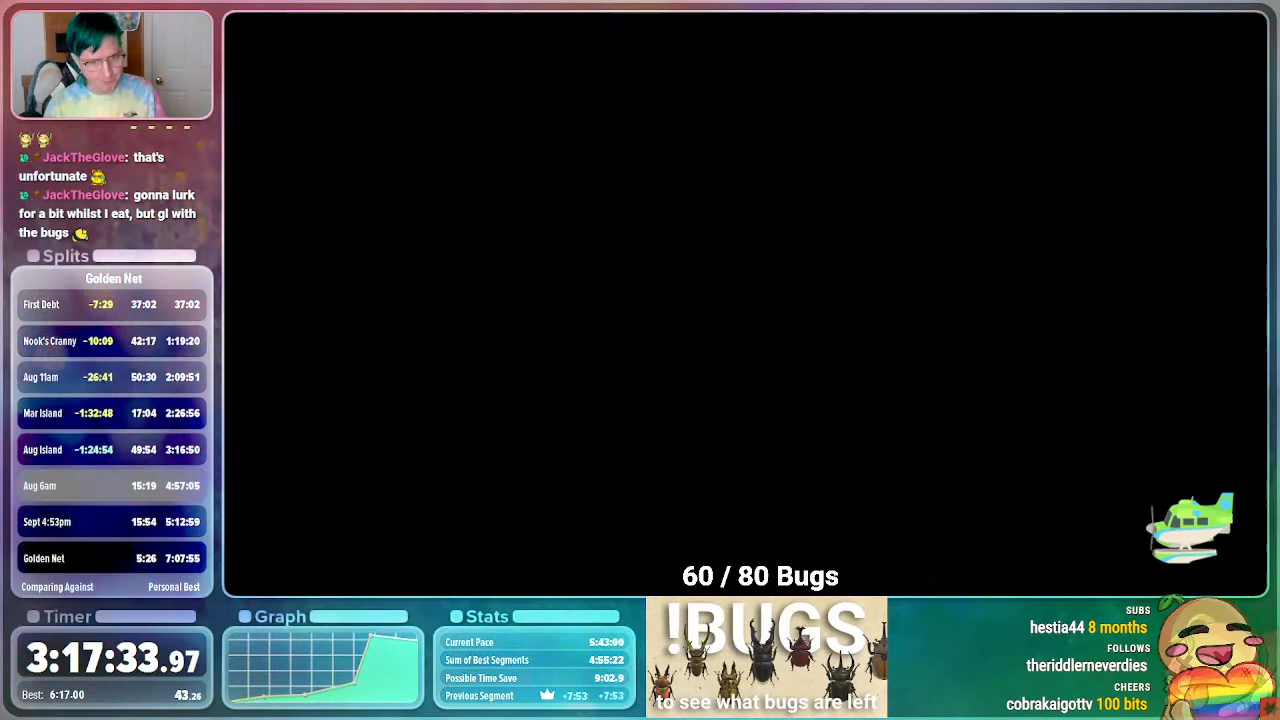 JackTheGlove: that's
unfortunate
JackTheGlove: gonna lurk
for a bit whilst I eat, but gl with
the bugs
Splits
Golden Net
First Debt -7:29 37:02 37:02
Nook's Cranny -10:09 42:17 1:19:20
Aug 11am -26:41 50:30 2:09:51
Mar Island -1:32:48 17:04 2:26:56
Aug Island -1:24:54 49:54 3:16:50
Aug 6am 15:19 4:57:05
Sept 4:53pm 15:54 5:12:59
Golden Net 5:26 7:07:55
Comparing Against Personal Best
60 / 80 Bugs
Timer
3:17:33.97
Best: 6:17.00 43.26
Graph
Stats
Current Pace 5:43:00
Sum of Best Segments 4:55:22
Possible Time Save 9:02.9
Previous Segment +7:53 +7:53
!BUGS
to see what bugs are left
SUBS
hestia44 8 months
FOLLOWS
theriddlerneverdies
CHEERS
cobrakaigottv 100 bits